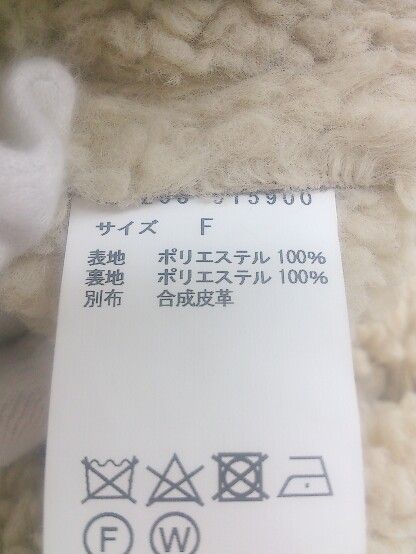 サイズ F
表地 ポリエステル 100%
裏地 ポリエステル 100%
別布 合成皮革
F W